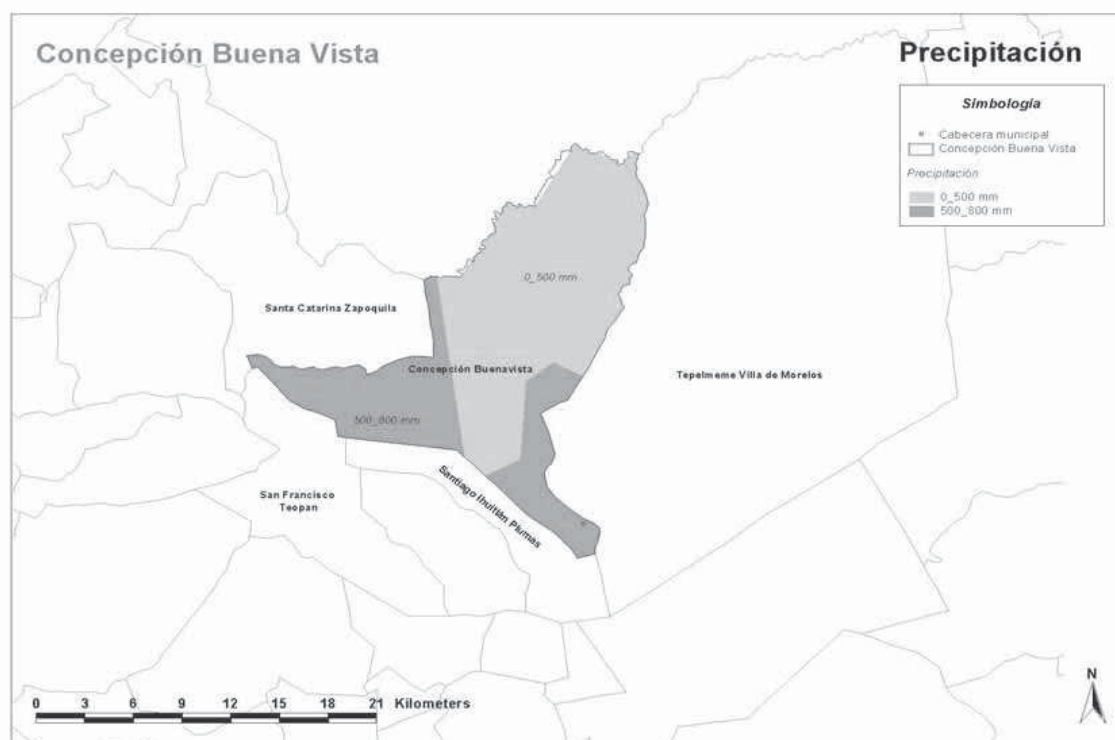 Concepción Buena Vista
Precipitación
Simbología
Cabecera municipal
Concepción Buena Vista
Precipitación
0_500 mm
500_800 mm
0_500 mm
Santa Catarina Zapoquila
Concepción Buenavista
Tepelmeme Villa de Morelos
500_800 mm
Santiago Ihuitlán Plumas
San Francisco
Teopan
N
0 3 6 9 12 15 18 21 Kilometers